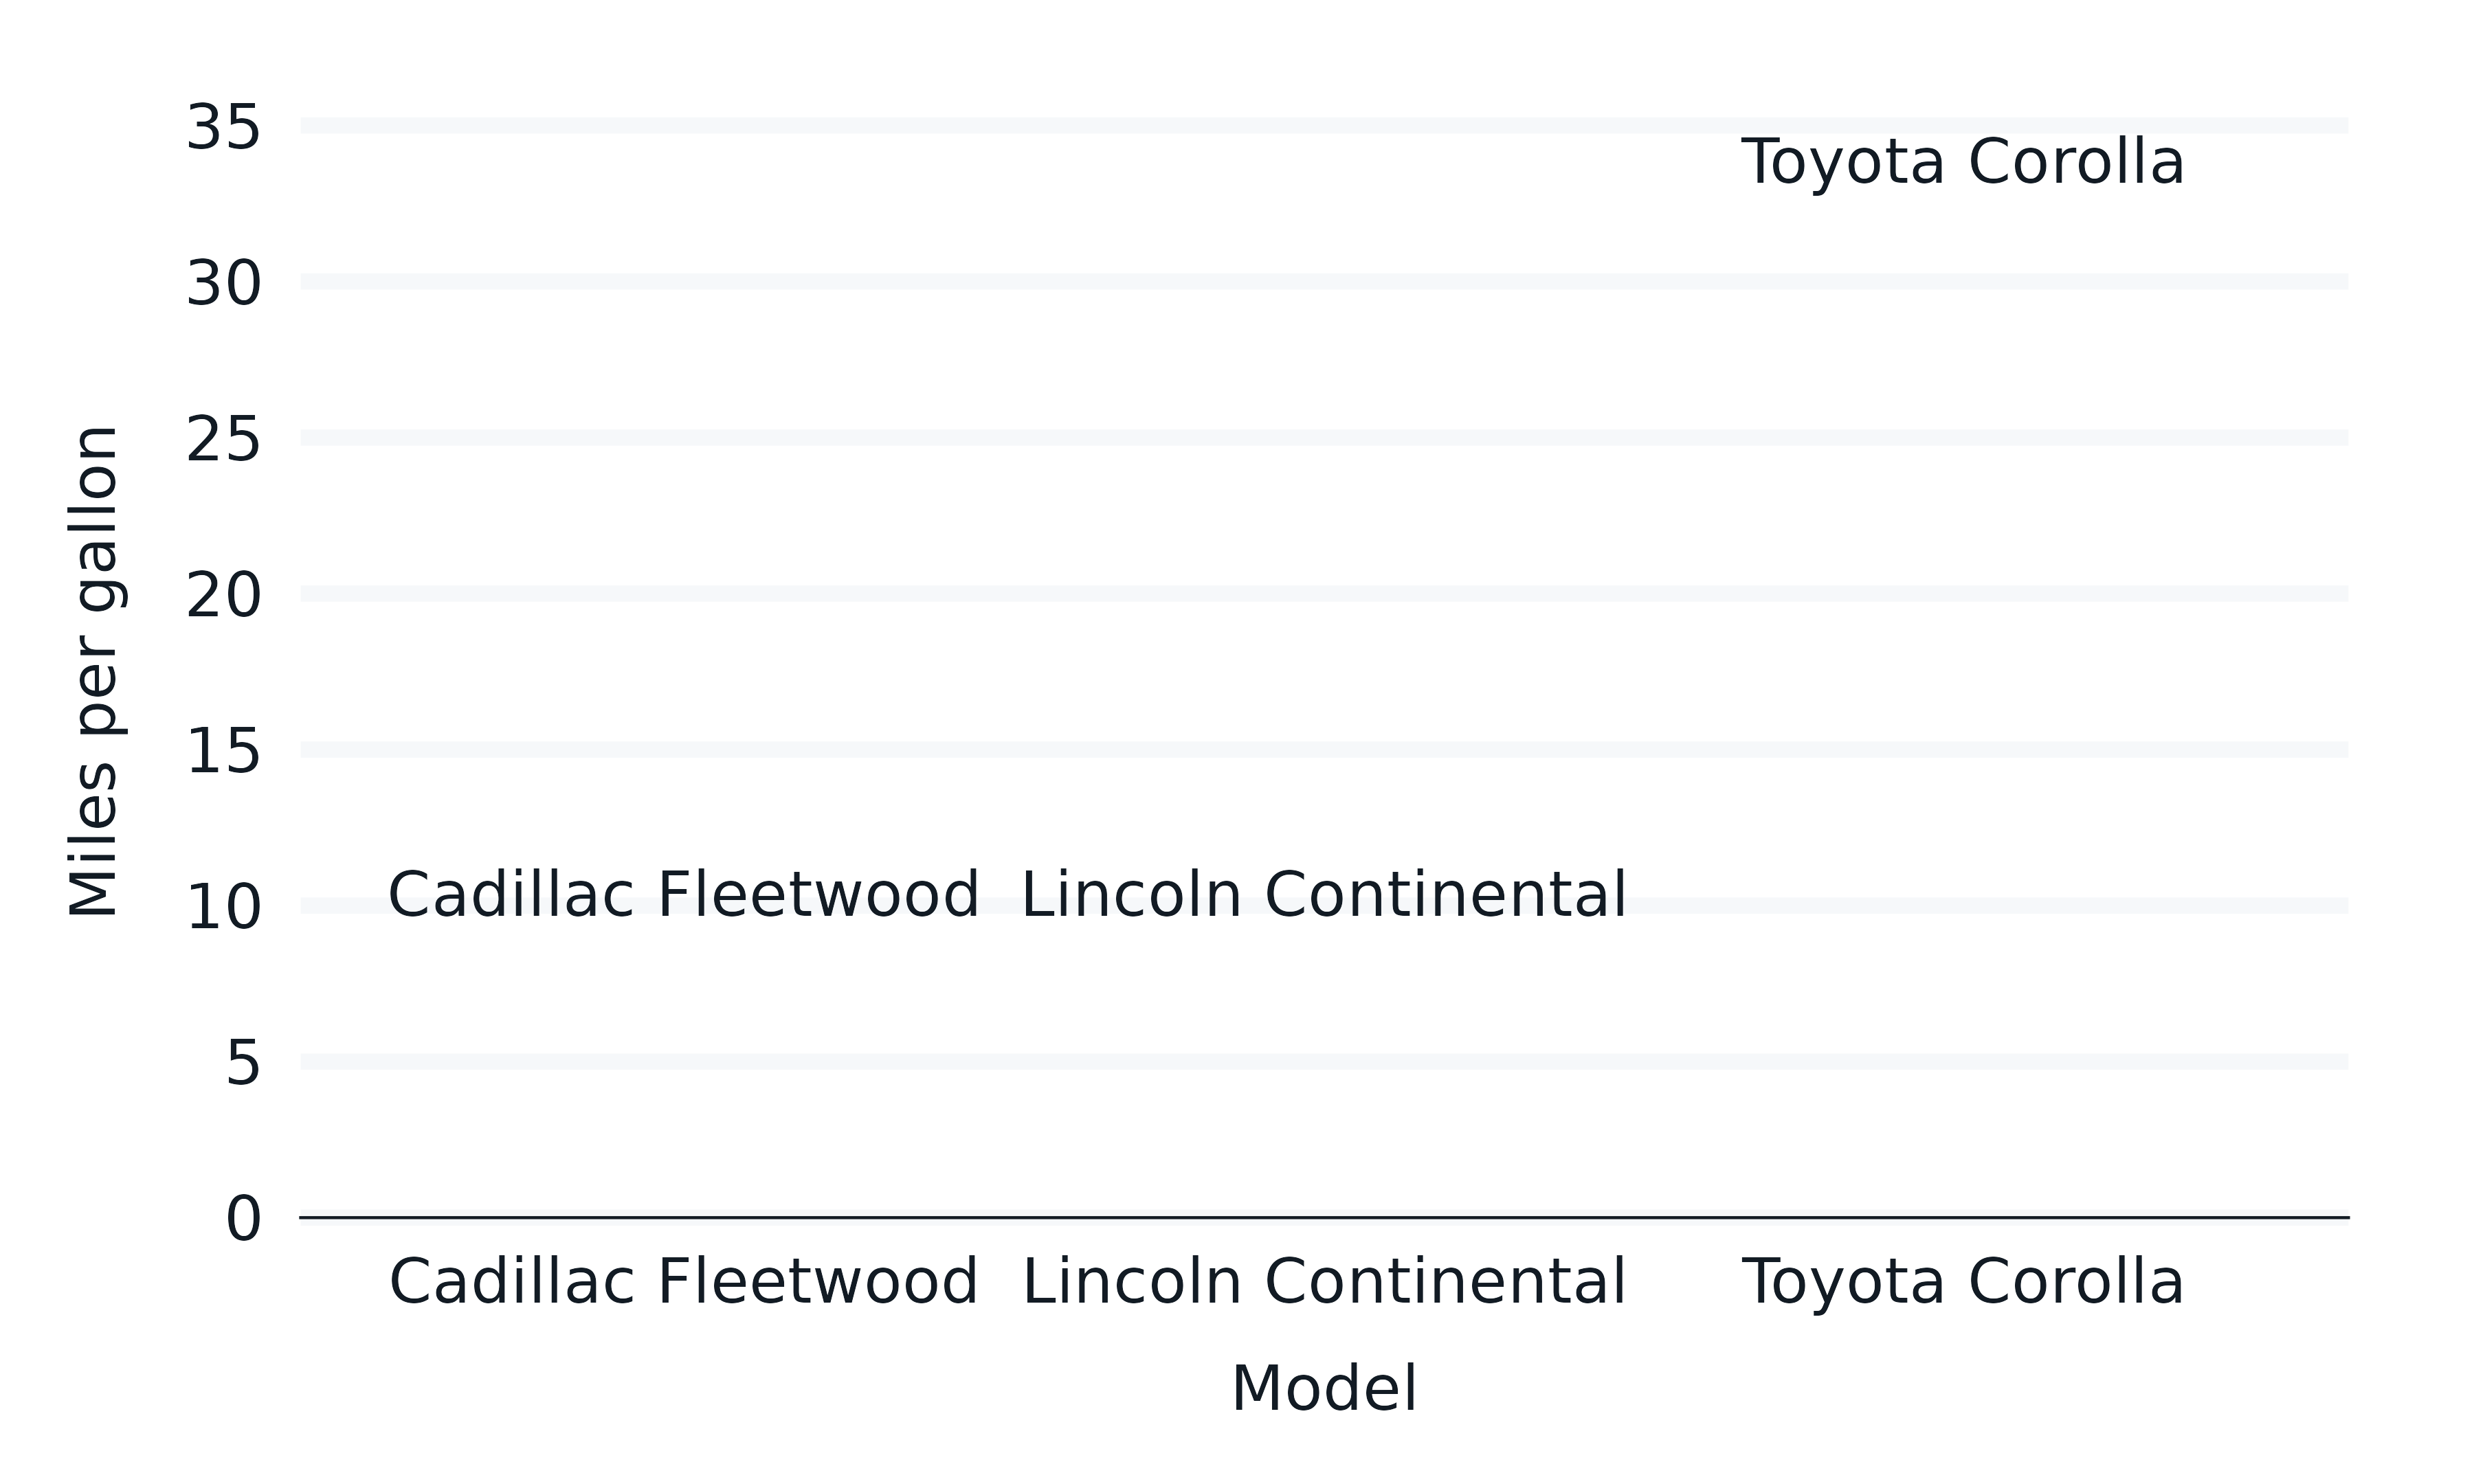 35
Toyota Corolla
30
25
20
15
Miles per gallon
10
Cadillac Fleetwood Lincoln Continental
5
0
Cadillac Fleetwood Lincoln Continental Toyota Corolla
Model